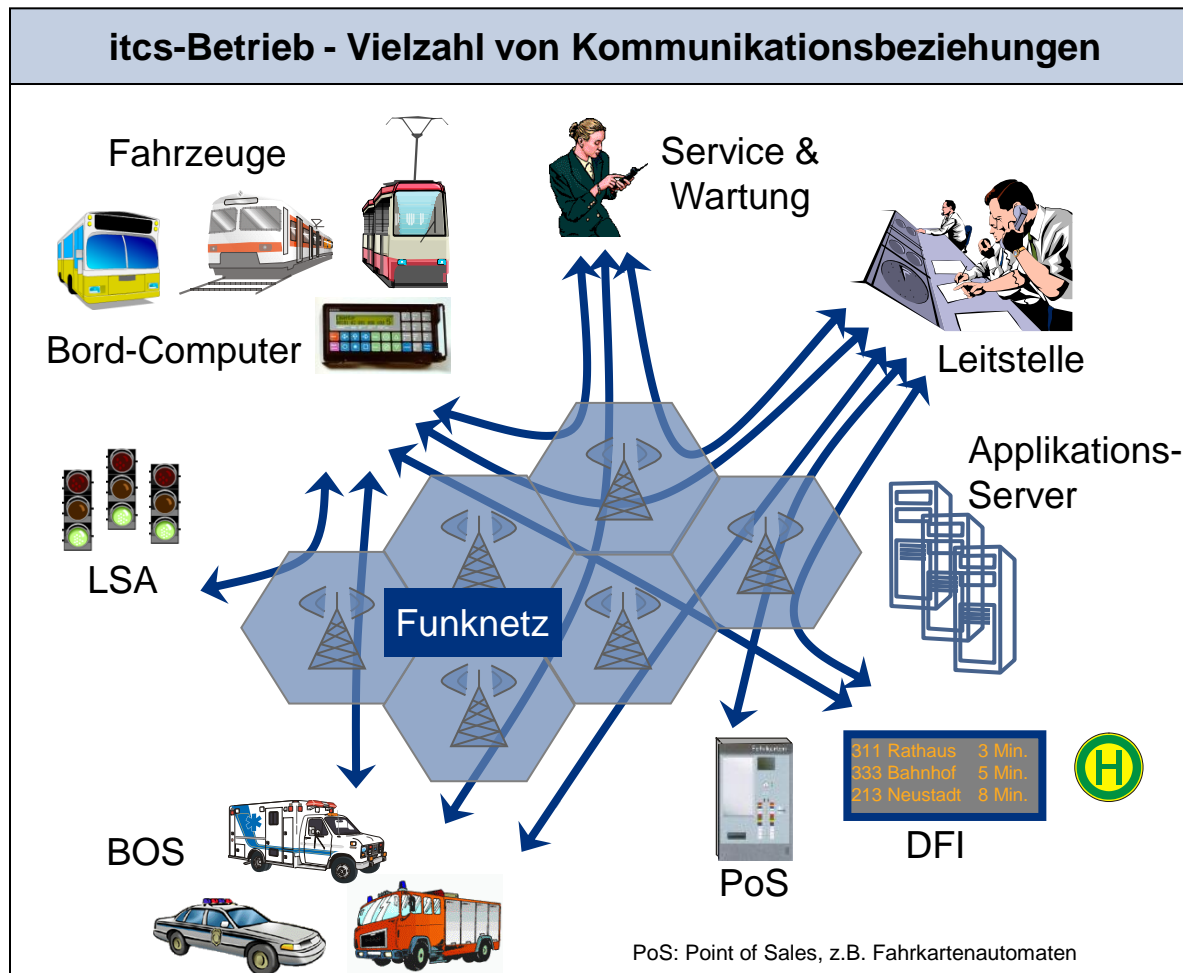 itcs-Betrieb - Vielzahl von Kommunikationsbeziehungen
Fahrzeuge
Service &
Wartung
Bord-Computer
Leitstelle
Applikations-
Server
LSA
Funknetz
Fahrkarten
311 Rathaus 3 Min.
333 Bahnhof 5 Min.
213 Neustadt 8 Min.
H
BOS
DFI
PoS
PoS: Point of Sales, z.B. Fahrkartenautomaten